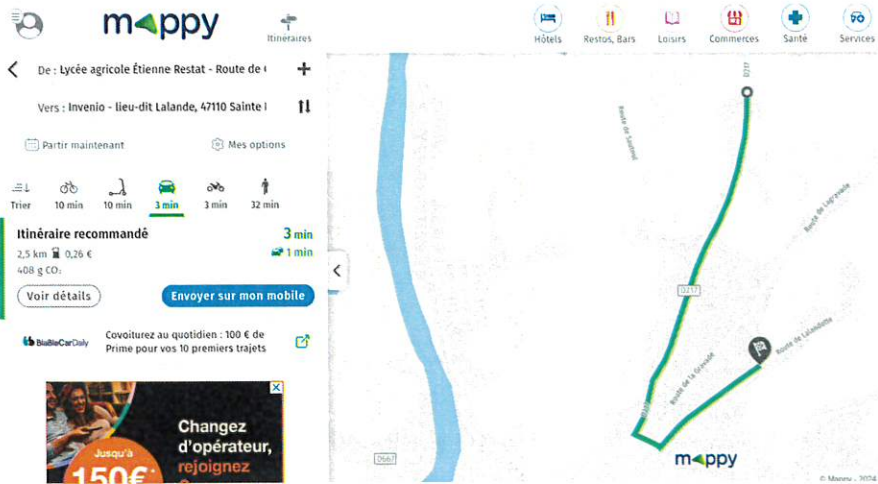 mappy
Itinéraires
De : Lycée agricole Étienne Restat - Route de
Vers : Invenio - lieu-dit Lalande, 47110 Sainte
Partir maintenant
Mes options
Trier
10 min
10 min
3 min
3 min
32 min
Itinéraire recommandé
3 min
2,5 km 0,26 €
1 min
408 g CO₂
Voir détails
Envoyer sur mon mobile
BlaBlaCarDaily
Covoiturez au quotidien : 100 € de
Prime pour vos 10 premiers trajets
Changez
d'opérateur,
rejoignez
Jusqu'à
150€*
Hôtels
Restos, Bars
Loisirs
Commerces
Santé
Services
D217
Route de Lagravade
D217
Route de Lalandotte
Route de la Gravade
D217
D667
mappy
© Mappy - 2024